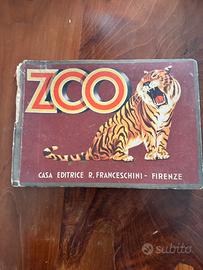 ZOO
CASA EDITRICE R. FRANCESCHINI - FIRENZE
subito